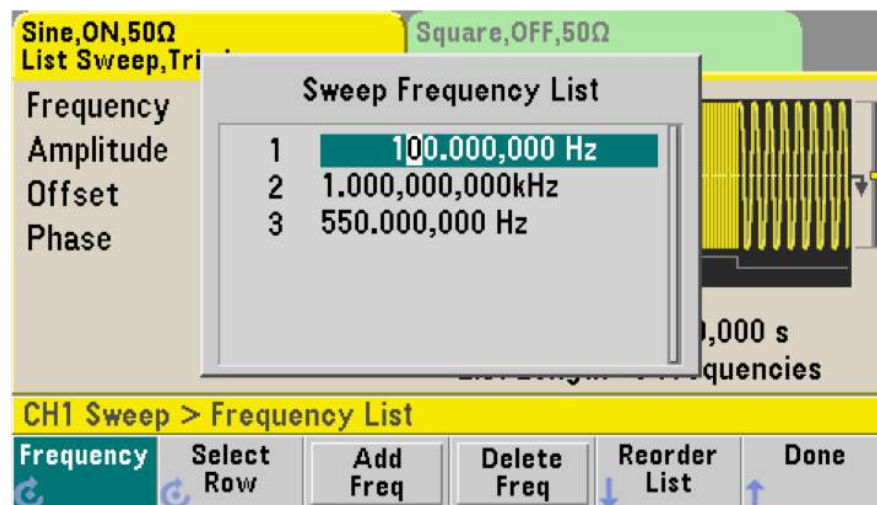 Sine,ON,50Ω
Square,OFF,50Ω
List Sweep,
Sweep Frequency List
Frequency
Amplitude
Offset
Phase
1 100.000,000 Hz
2 1.000,000,000kHz
3 550.000,000 Hz
,000 s
CH1 Sweep > Frequency List
Frequency
Select Row
Add Freq
Delete Freq
Reorder List
Done